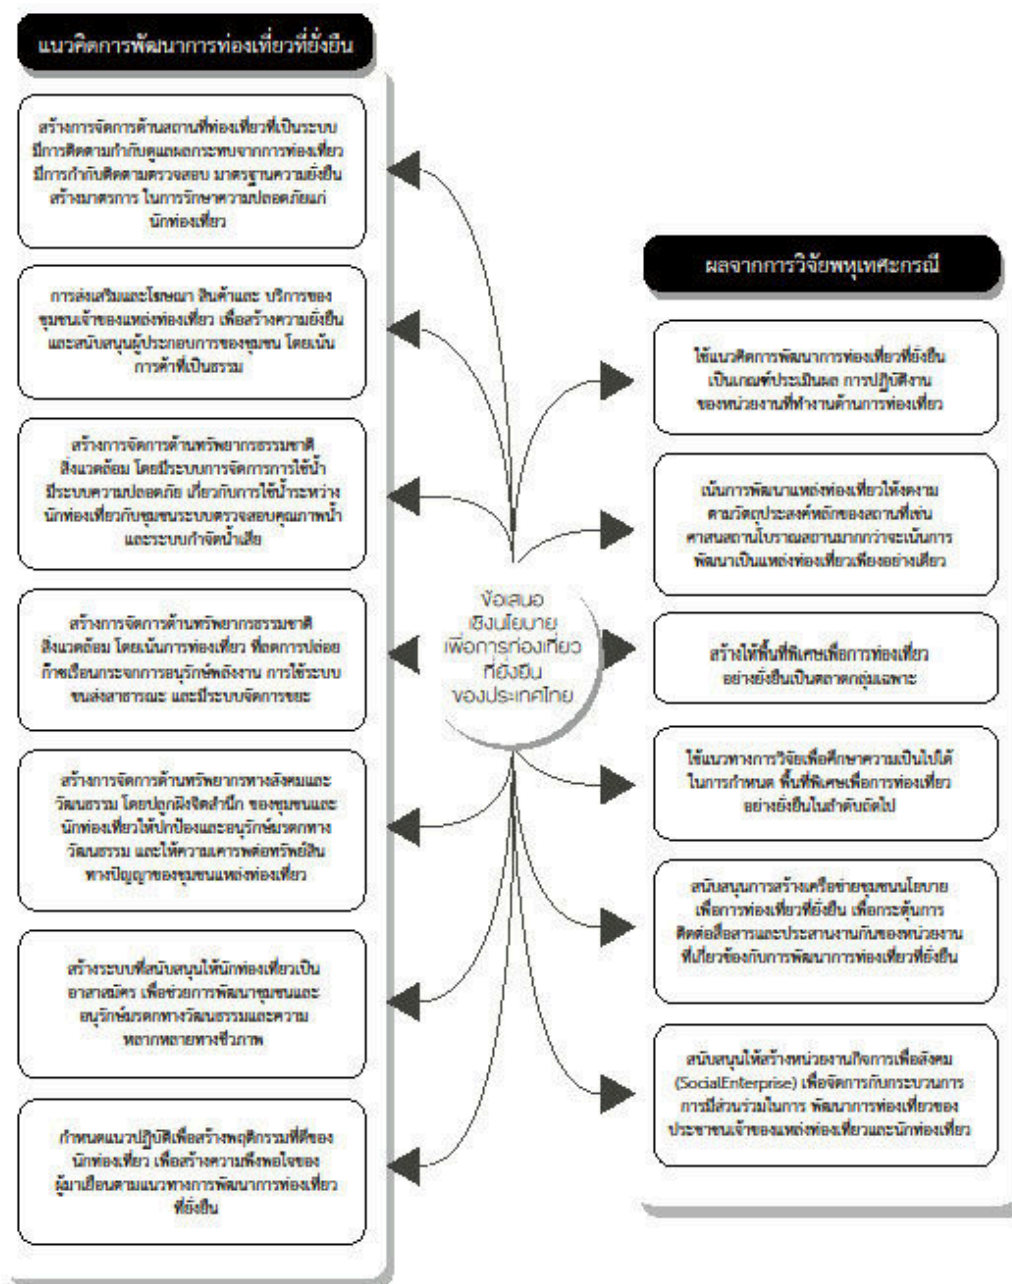 แนวคิดการพัฒนาการท่องเที่ยวที่ยั่งยืน
สร้างการจัดการด้านสถานที่ท่องเที่ยวที่เป็นระบบ
มีการติดตามกำกับดูแลผลกระทบจากการท่องเที่ยว
มีการกำกับติดตามตรวจสอบ มาตรฐานความยั่งยืน
สร้างมาตรการ ในการรักษาความปลอดภัยแก่
นักท่องเที่ยว
การส่งเสริมและโฆษณา สินค้าและ บริการของ
ชุมชนเจ้าของแหล่งท่องเที่ยว เพื่อสร้างความยั่งยืน
และสนับสนุนผู้ประกอบการของชุมชน โดยเน้น
การค้าที่เป็นธรรม
สร้างการจัดการด้านทรัพยากรธรรมชาติ
สิ่งแวดล้อม โดยมีระบบการจัดการการใช้น้ำ
มีระบบความปลอดภัย เกี่ยวกับการใช้น้ำระหว่าง
นักท่องเที่ยวกับชุมชนระบบตรวจสอบคุณภาพน้ำ
และระบบกำจัดน้ำเสีย
สร้างการจัดการด้านทรัพยากรธรรมชาติ
สิ่งแวดล้อม โดยเน้นการท่องเที่ยว ที่ลดการปล่อย
ก๊าซเรือนกระจกการอนุรักษ์พลังงาน การใช้ระบบ
ขนส่งสาธารณะ และมีระบบจัดการขยะ
สร้างการจัดการด้านทรัพยากรทางสังคมและ
วัฒนธรรม โดยปลูกฝังจิตสำนึก ของชุมชนและ
นักท่องเที่ยวให้ปกป้องและอนุรักษ์มรดกทาง
วัฒนธรรม และให้ความเคารพต่อทรัพย์สิน
ทางปัญญาของชุมชนแหล่งท่องเที่ยว
สร้างระบบที่สนับสนุนให้นักท่องเที่ยวเป็น
อาสาสมัคร เพื่อช่วยการพัฒนาชุมชนและ
อนุรักษ์มรดกทางวัฒนธรรมและความ
หลากหลายทางชีวภาพ
กำหนดแนวปฏิบัติเพื่อสร้างพฤติกรรมที่ดีของ
นักท่องเที่ยว เพื่อสร้างความพึงพอใจของ
ผู้มาเยือนตามแนวทางการพัฒนาการท่องเที่ยว
ที่ยั่งยืน
ข้อเสนอ
เชิงนโยบาย
เพื่อการท่องเที่ยว
ที่ยั่งยืน
ของประเทศไทย
ผลจากการวิจัยพหุเทศะกรณี
ใช้แนวคิดการพัฒนาการท่องเที่ยวที่ยั่งยืน
เป็นเกณฑ์ประเมินผล การปฏิบัติงาน
ของหน่วยงานที่ทำงานด้านการท่องเที่ยว
เน้นการพัฒนาแหล่งท่องเที่ยวให้งดงาม
ตามวัตถุประสงค์หลักของสถานที่เช่น
ศาสนสถานโบราณสถานมากกว่าจะเน้นการ
พัฒนาเป็นแหล่งท่องเที่ยวเพียงอย่างเดียว
สร้างให้พื้นที่พิเศษเพื่อการท่องเที่ยว
อย่างยั่งยืนเป็นตลาดกลุ่มเฉพาะ
ใช้แนวทางการวิจัยเพื่อศึกษาความเป็นไปได้
ในการกำหนด พื้นที่พิเศษเพื่อการท่องเที่ยว
อย่างยั่งยืนในลำดับถัดไป
สนับสนุนการสร้างเครือข่ายชุมชนนโยบาย
เพื่อการท่องเที่ยวที่ยั่งยืน เพื่อกระตุ้นการ
ติดต่อสื่อสารและประสานงานกันของหน่วยงาน
ที่เกี่ยวข้องกับการพัฒนาการท่องเที่ยวที่ยั่งยืน
สนับสนุนให้สร้างหน่วยงานกิจการเพื่อสังคม
(SocialEnterprise) เพื่อจัดการกับกระบวนการ
การมีส่วนร่วมในการ พัฒนาการท่องเที่ยวของ
ประชาชนเจ้าของแหล่งท่องเที่ยวและนักท่องเที่ยว